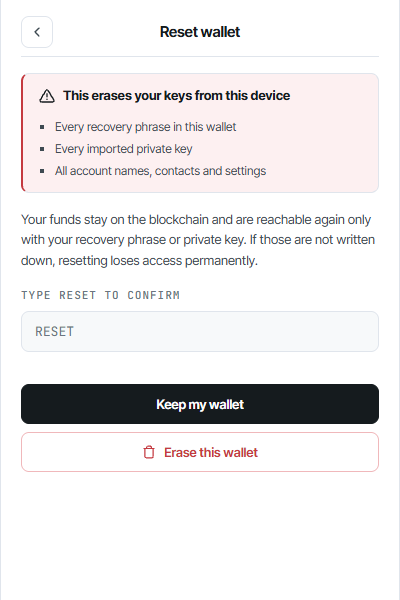 Reset wallet
This erases your keys from this device
Every recovery phrase in this wallet
Every imported private key
All account names, contacts and settings
Your funds stay on the blockchain and are reachable again only
with your recovery phrase or private key. If those are not written
down, resetting loses access permanently.
TYPE RESET TO CONFIRM
RESET
Keep my wallet
Erase this wallet